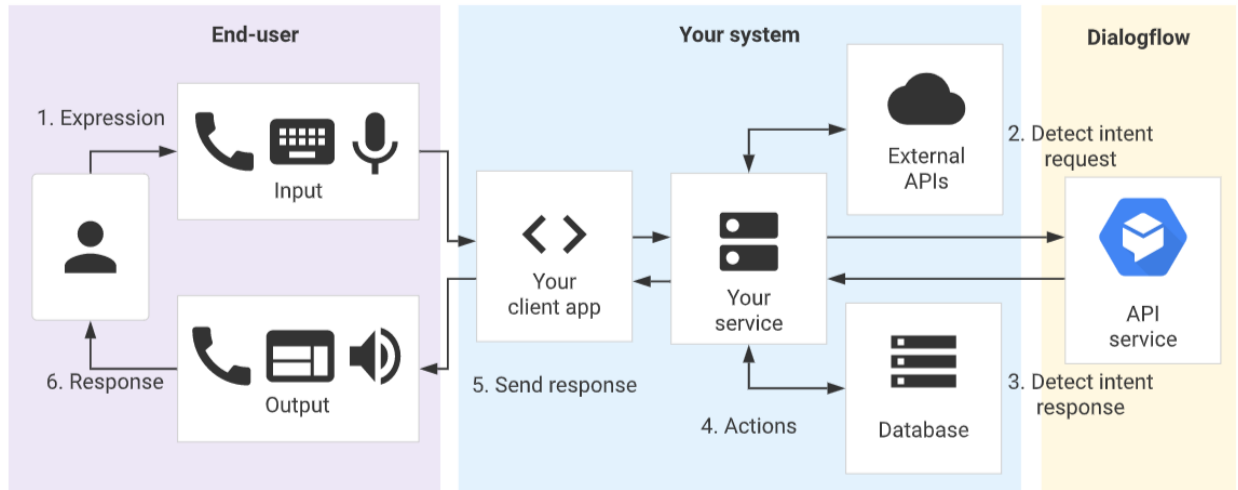 End-user
Your system
Dialogflow
1. Expression
Input
External
APIs
2. Detect intent
request
Your
client app
Your
service
API
service
6. Response
Output
5. Send response
4. Actions
Database
3. Detect intent
response